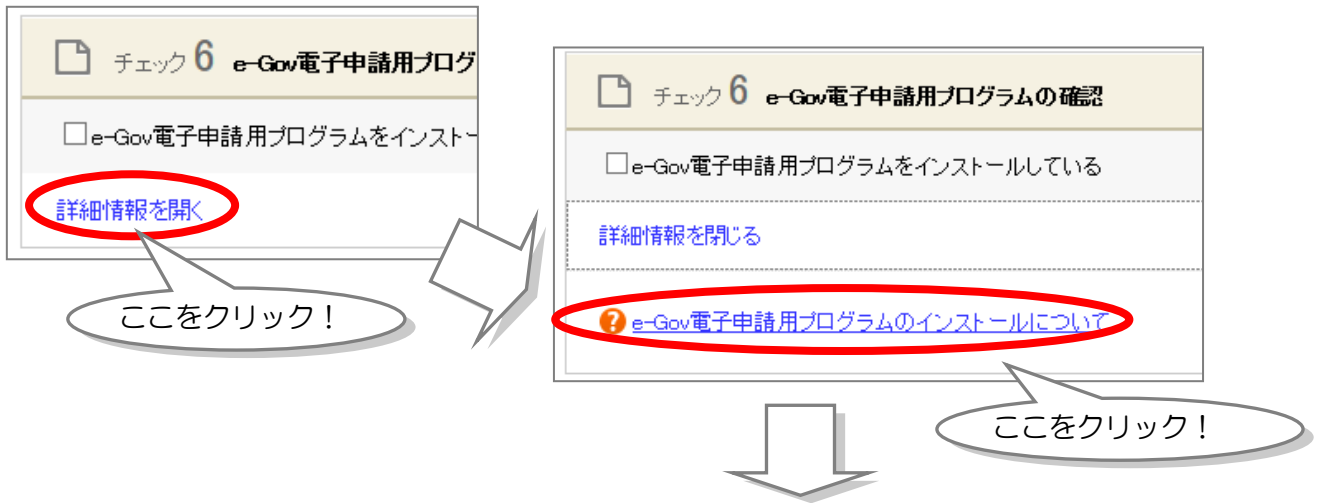 チェック6 e-Gov電子申請用プログ
□e-Gov電子申請用プログラムをインストー
詳細情報を開く
ここをクリック！
チェック6 e-Gov電子申請用プログラムの確認
□e-Gov電子申請用プログラムをインストールしている
詳細情報を閉じる
? e-Gov電子申請用プログラムのインストールについて
ここをクリック！